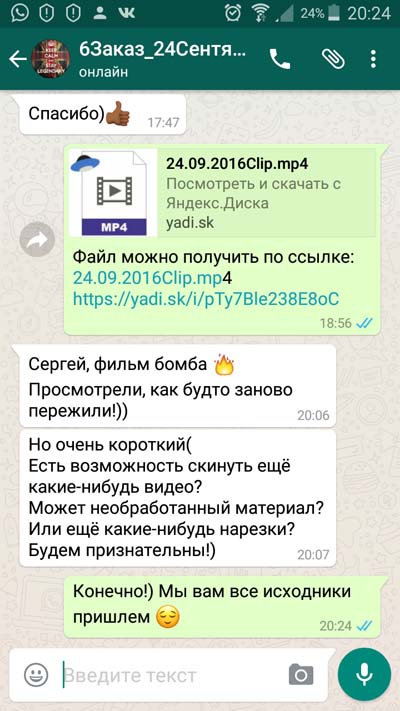 24% 20:24
6Заказ_24Сентя...
онлайн
Спасибо)
17:47
24.09.2016Clip.mp4
Посмотреть и скачать с
Яндекс.Диска
yadi.sk
MP4
Файл можно получить по ссылке:
24.09.2016Clip.mp4
https://yadi.sk/i/pTy7Ble238E8oC
18:56
Сергей, фильм бомба
Просмотрели, как будто заново
пережили!))
20:06
Но очень короткий(
Есть возможность скинуть ещё
какие-нибудь видео?
Может необработанный материал?
Или ещё какие-нибудь нарезки?
Будем признательны!)
20:07
Конечно!) Мы вам все исходники
пришлем
20:24
Введите текст